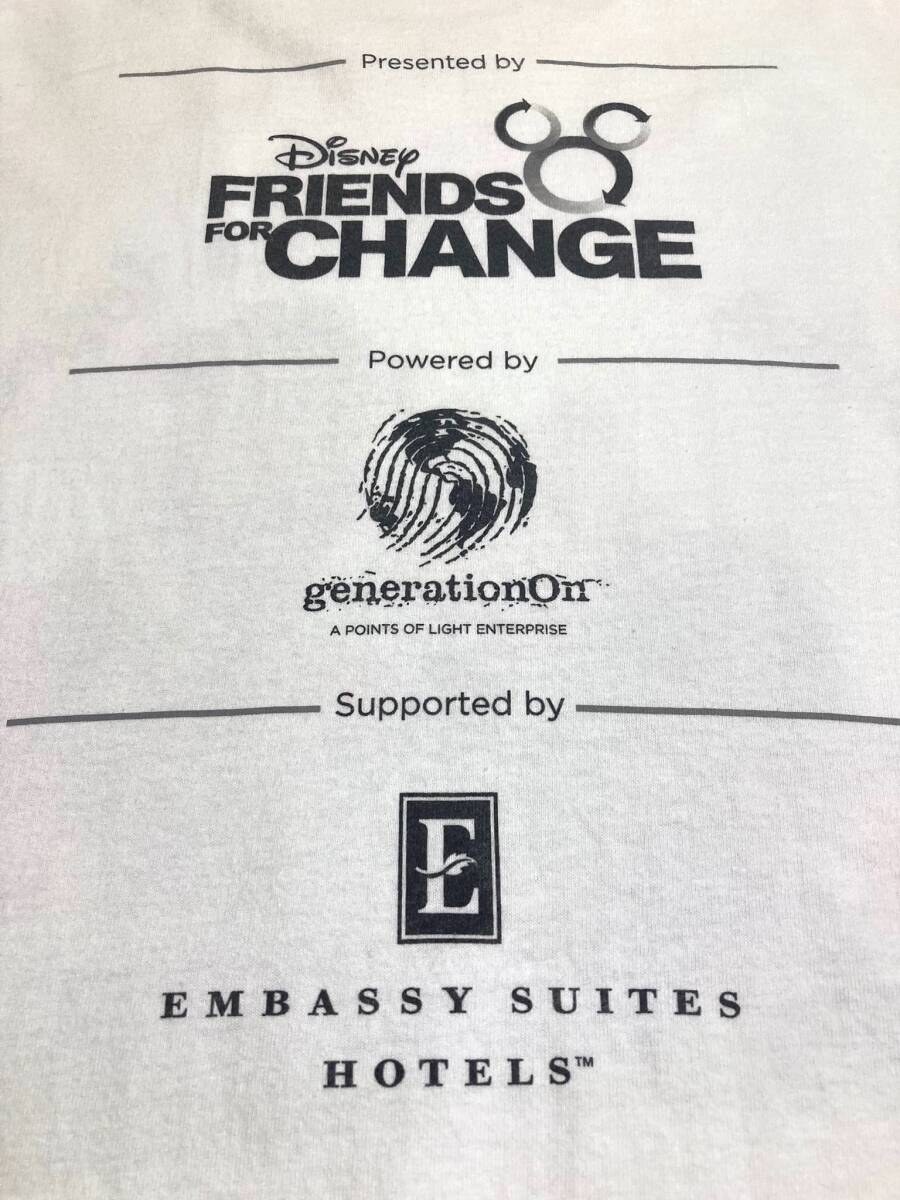 Presented by
Disney
FRIENDS
FOR CHANGE
Powered by
generationOn
A POINTS OF LIGHT ENTERPRISE
Supported by
E
EMBASSY SUITES
HOTELS™